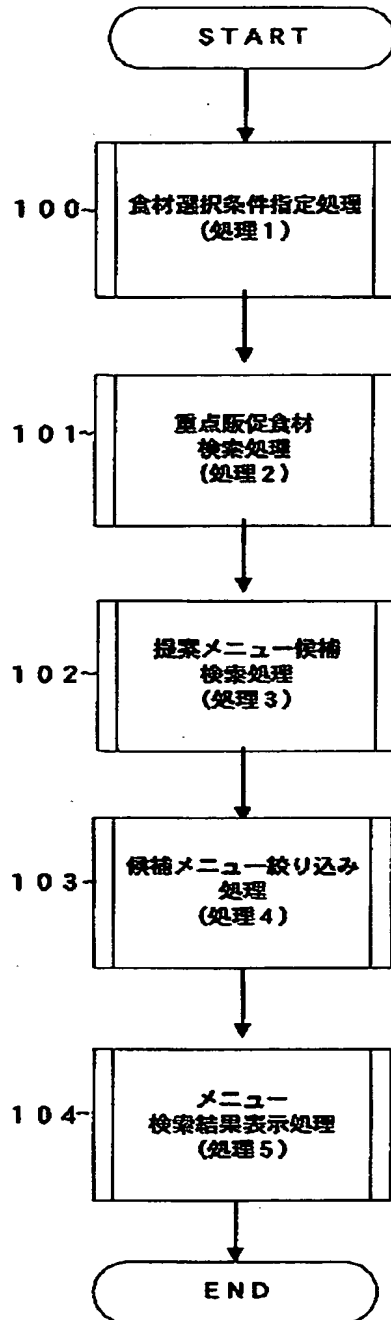 START
100
食材選択条件指定処理
(処理1)
101
重点販促食材
検索処理
(処理2)
102
提案メニュー候補
検索処理
(処理3)
103
候補メニュー絞り込み
処理
(処理4)
104
メニュー
検索結果表示処理
(処理5)
END